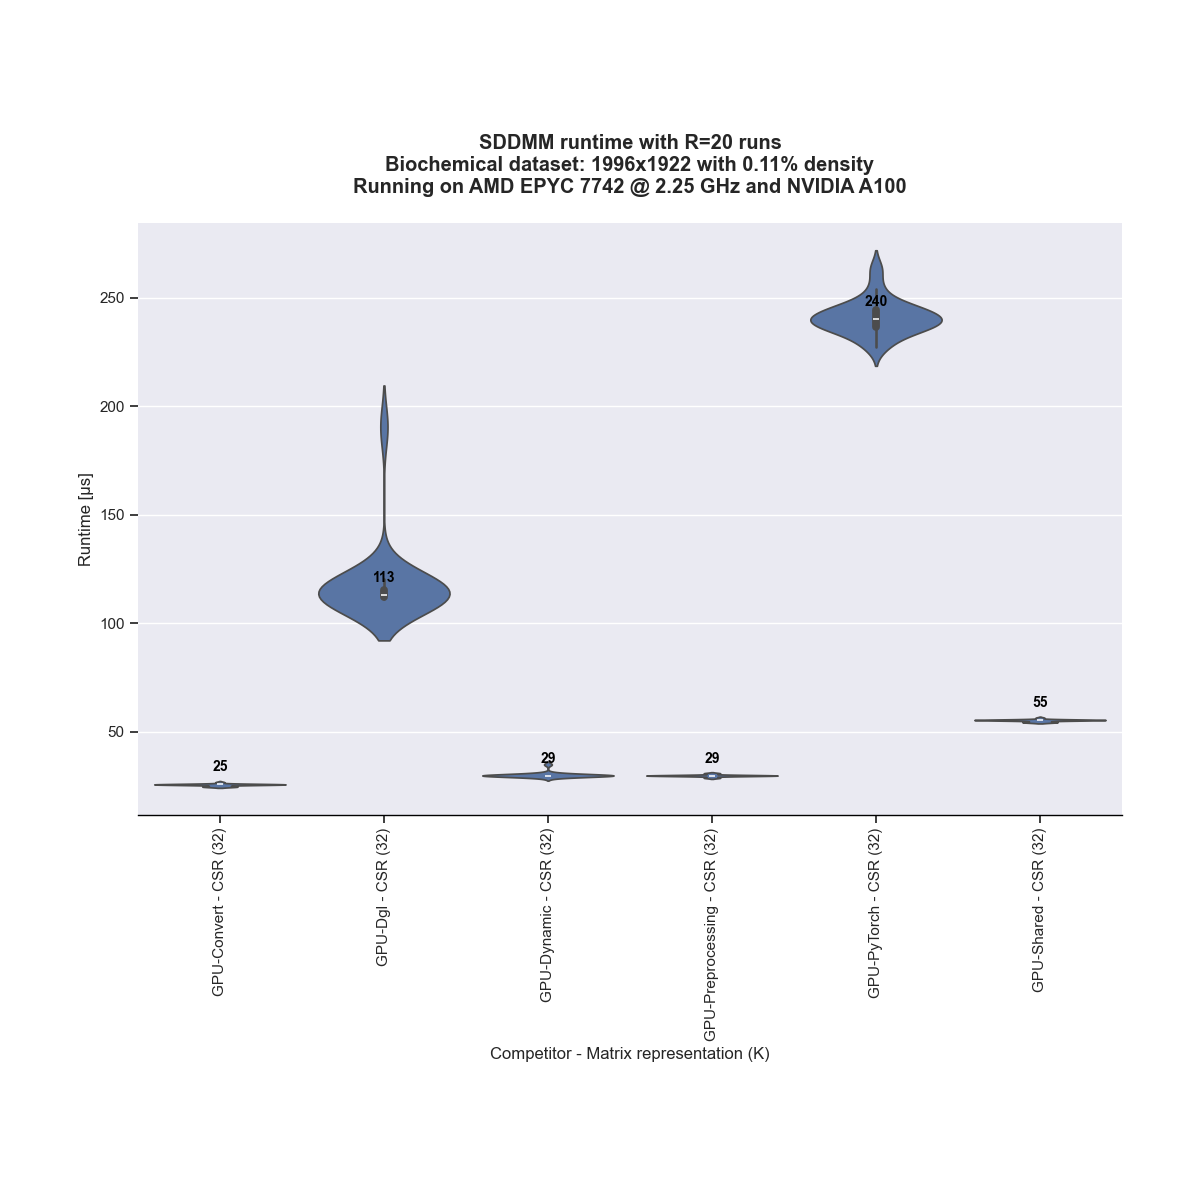 SDDMM runtime with R=20 runs
Biochemical dataset: 1996x1922 with 0.11% density
Running on AMD EPYC 7742 @ 2.25 GHz and NVIDIA A100
Runtime [µs]
250
200
150
100
50
25
113
29
29
240
55
GPU-Convert - CSR (32)
GPU-Dgl - CSR (32)
GPU-Dynamic - CSR (32)
GPU-Preprocessing - CSR (32)
GPU-PyTorch - CSR (32)
GPU-Shared - CSR (32)
Competitor - Matrix representation (K)